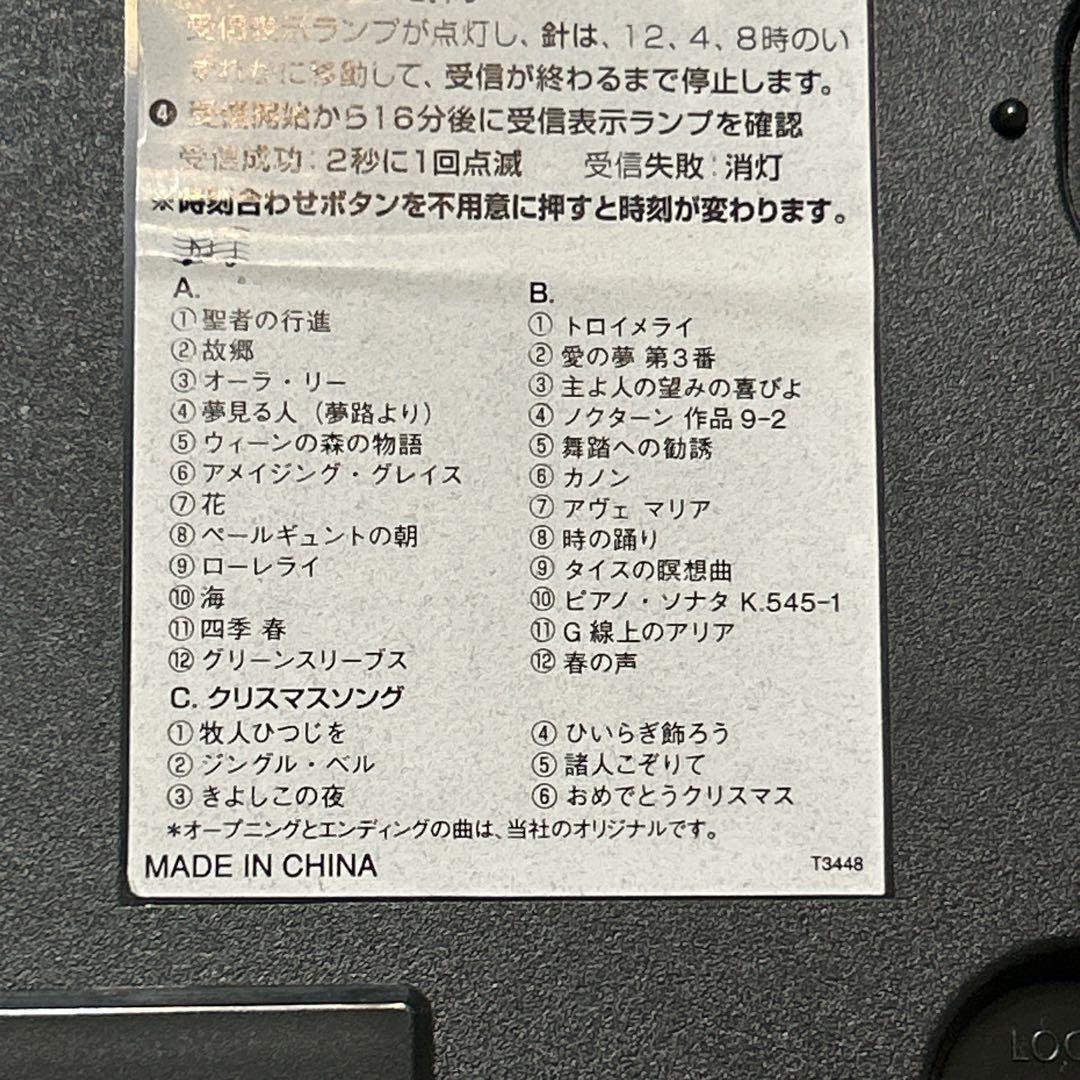 受信表示ランプが点灯し、針は、12、4、8時のい
ずれかに移動して、受信が終わるまで停止します。
❹ 受信開始から16分後に受信表示ランプを確認
受信成功:2秒に1回点滅 受信失敗:消灯
※時刻合わせボタンを不用意に押すと時刻が変わります。
A.
①聖者の行進
②故郷
③オーラ・リー
④夢見る人(夢路より)
⑤ウィーンの森の物語
⑥アメイジング・グレイス
⑦花
⑧ペールギュントの朝
⑨ローレライ
⑩海
⑪四季 春
⑫グリーンスリーブス
B.
①トロイメライ
②愛の夢 第3番
③主よ人の望みの喜びよ
④ノクターン 作品9-2
⑤舞踏への勧誘
⑥カノン
⑦アヴェ マリア
⑧時の踊り
⑨タイスの瞑想曲
⑩ピアノ・ソナタ K.545-1
⑪G 線上のアリア
⑫春の声
C. クリスマスソング
①牧人ひつじを
②ジングル・ベル
③きよしこの夜
④ひいらぎ飾ろう
⑤諸人こぞりて
⑥おめでとうクリスマス
*オープニングとエンディングの曲は、当社のオリジナルです。
MADE IN CHINA
T3448